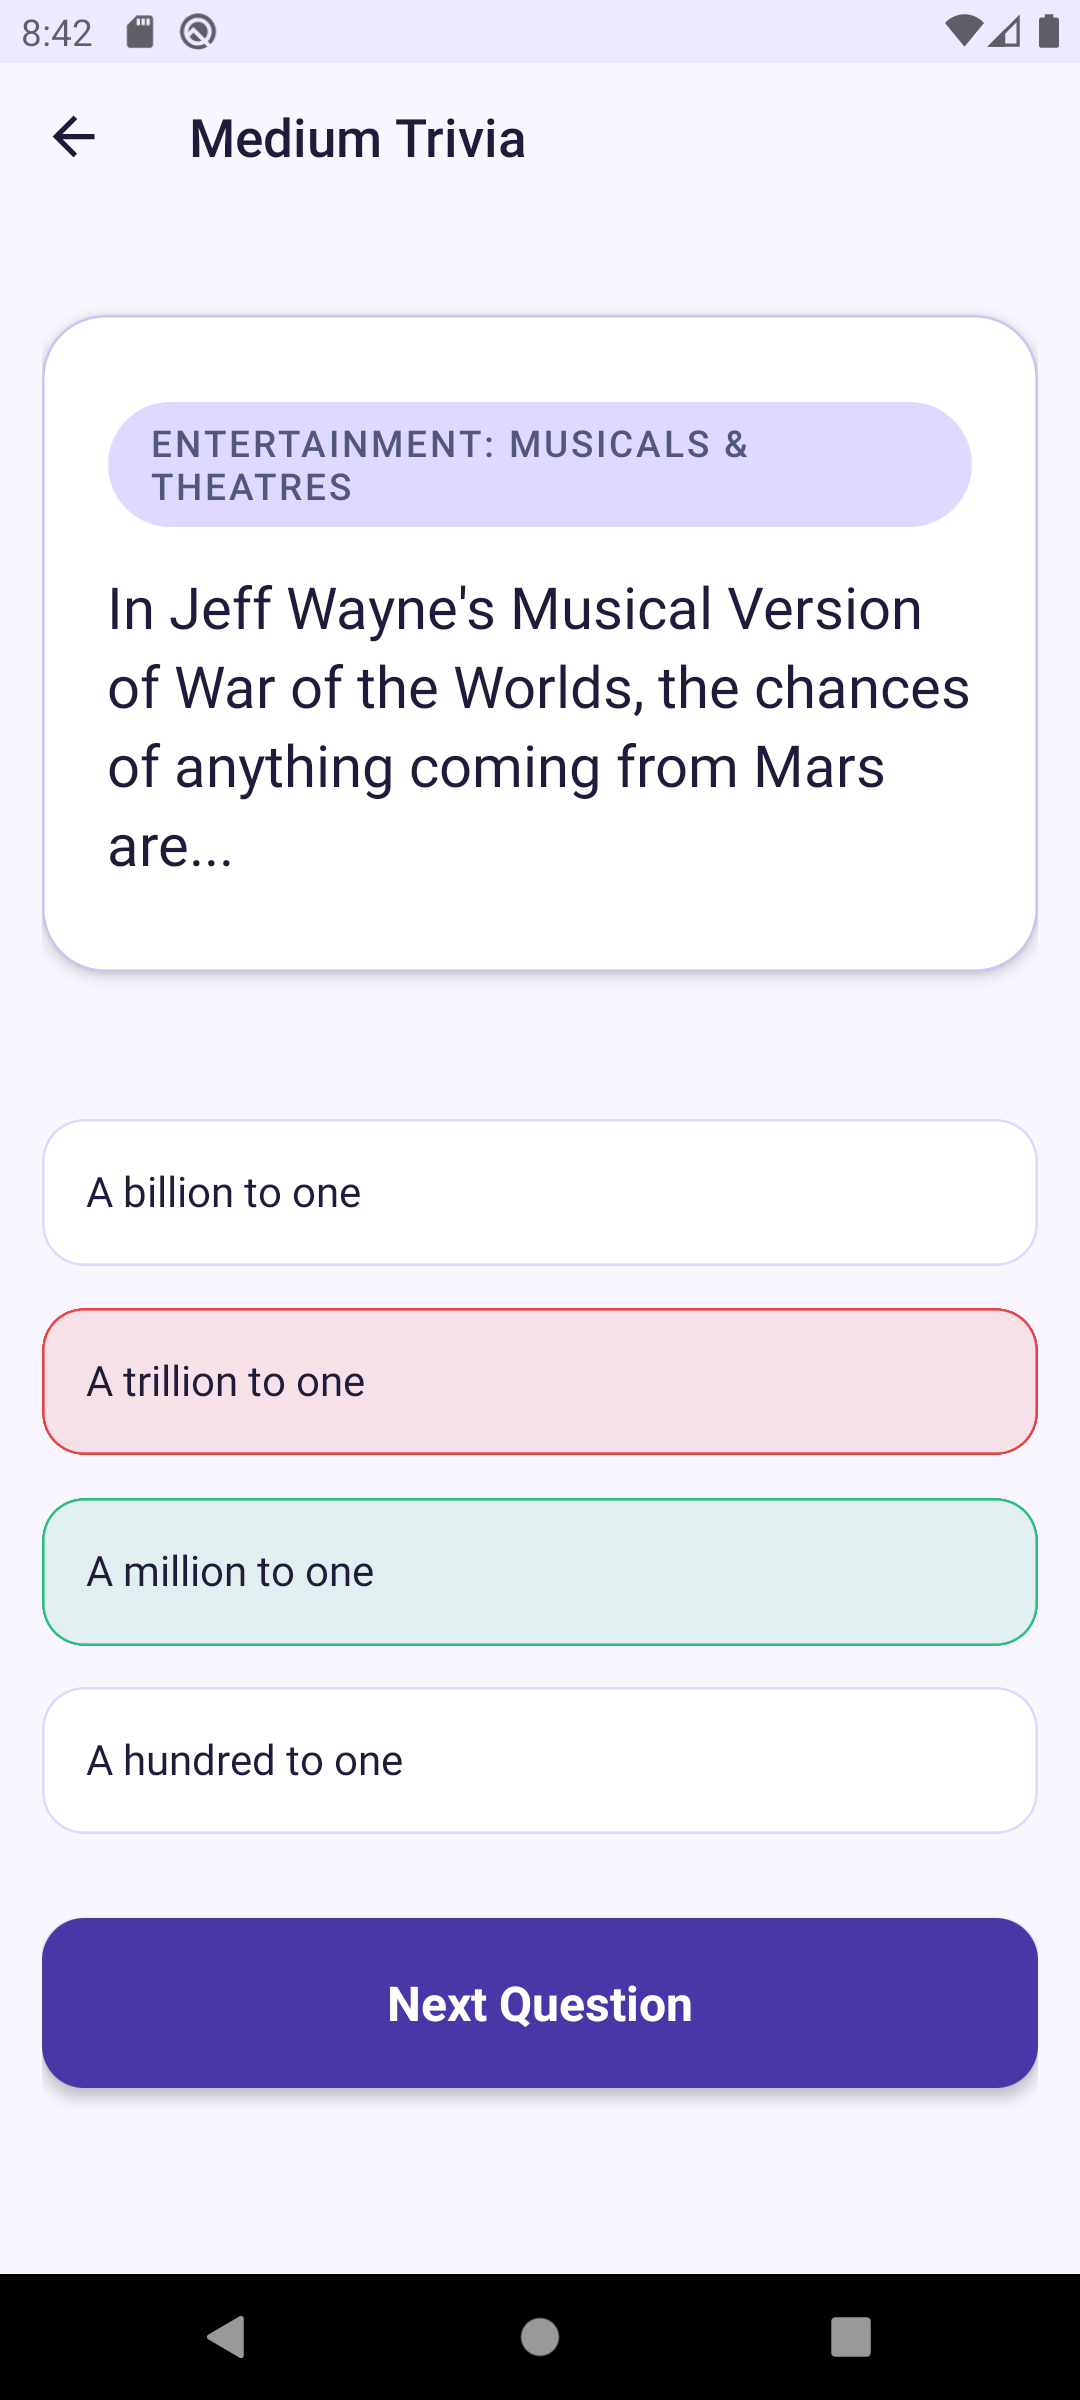 8:42
Medium Trivia
ENTERTAINMENT: MUSICALS &
THEATRES
In Jeff Wayne's Musical Version
of War of the Worlds, the chances
of anything coming from Mars
are...
A billion to one
A trillion to one
A million to one
A hundred to one
Next Question